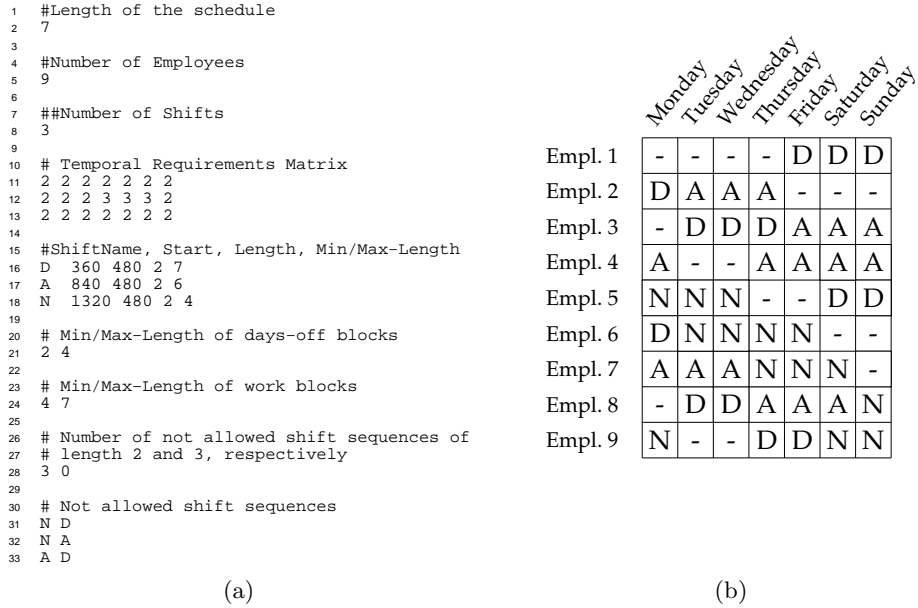 1 #Length of the schedule
2 7
3
4 #Number of Employees
5 9
6
7 ##Number of Shifts
8 3
9
10 # Temporal Requirements Matrix
11 2 2 2 2 2 2 2
12 2 2 2 3 3 3 2
13 2 2 2 2 2 2 2
14
15 #ShiftName, Start, Length, Min/Max-Length
16 D 360 480 2 7
17 A 840 480 2 6
18 N 1320 480 2 4
19
20 # Min/Max-Length of days-off blocks
21 2 4
22
23 # Min/Max-Length of work blocks
24 4 7
25
26 # Number of not allowed shift sequences of
27 # length 2 and 3, respectively
28 3 0
29
30 # Not allowed shift sequences
31 N D
32 N A
33 A D
(a)
Monday Tuesday Wednesday Thursday Friday Saturday Sunday
Empl. 1 - - - - D D D
Empl. 2 D A A A - - -
Empl. 3 - D D D A A A
Empl. 4 A - - A A A A
Empl. 5 N N N - - D D
Empl. 6 D N N N N - -
Empl. 7 A A A N N N -
Empl. 8 - D D A A A N
Empl. 9 N - - D D N N
(b)